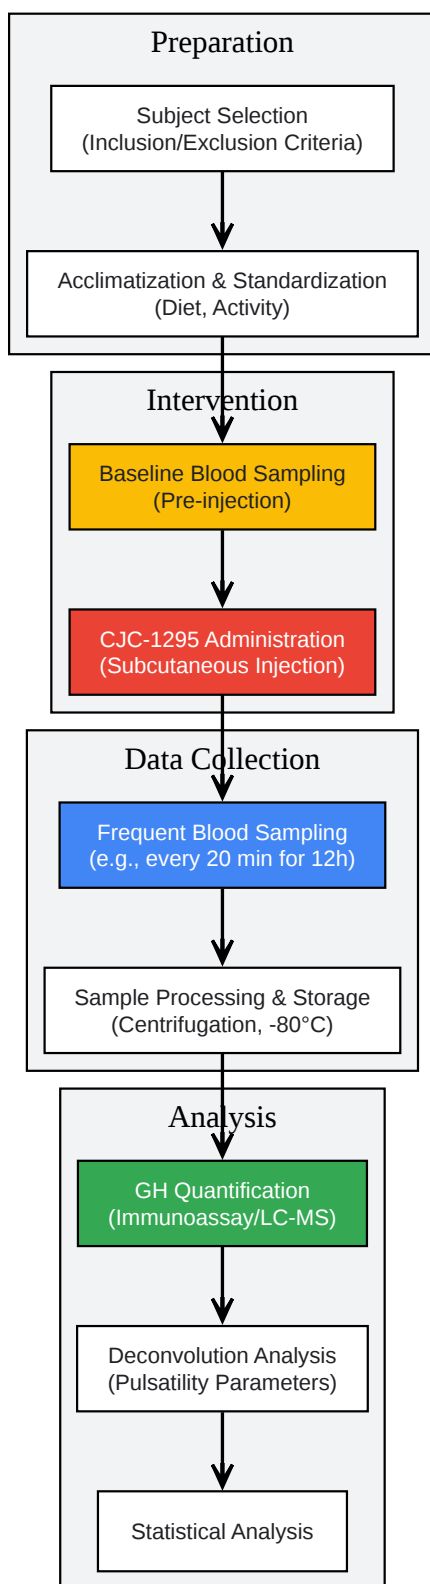 Preparation
Subject Selection
(Inclusion/Exclusion Criteria)
Acclimatization & Standardization
(Diet, Activity)
Intervention
Baseline Blood Sampling
(Pre-injection)
CJC-1295 Administration
(Subcutaneous Injection)
Data Collection
Frequent Blood Sampling
(e.g., every 20 min for 12h)
Sample Processing & Storage
(Centrifugation, -80°C)
Analysis
GH Quantification
(Immunoassay/LC-MS)
Deconvolution Analysis
(Pulsatility Parameters)
Statistical Analysis